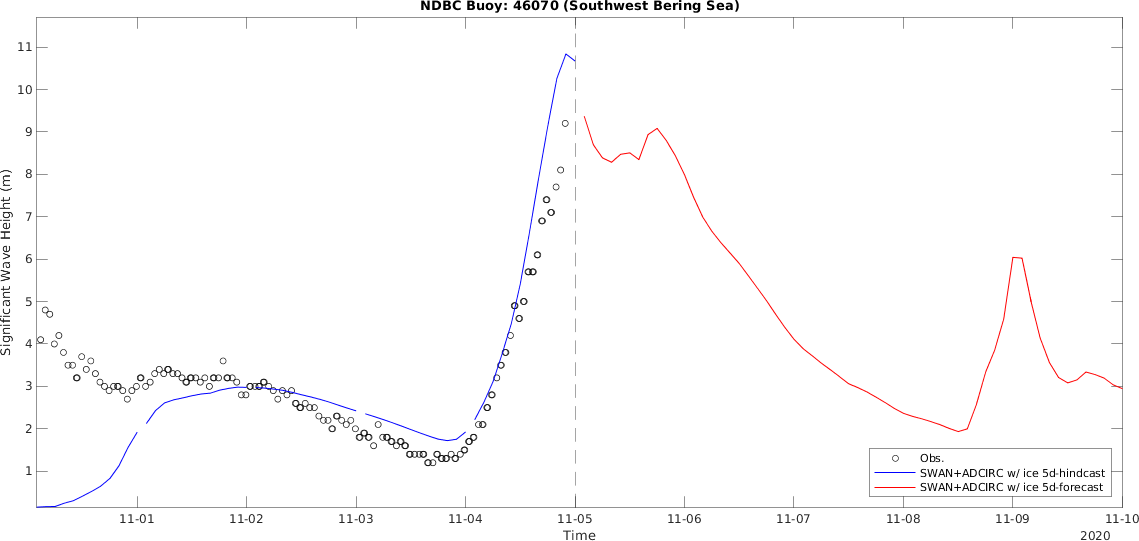 NDBC Buoy: 46070 (Southwest Bering Sea)
Significant Wave Height (m)
11
10
9
8
7
6
5
4
3
2
1
Obs.
SWAN+ADCIRC w/ ice 5d-hindcast
SWAN+ADCIRC w/ ice 5d-forecast
11-01 11-02 11-03 11-04 11-05 11-06 11-07 11-08 11-09 11-10
Time
2020